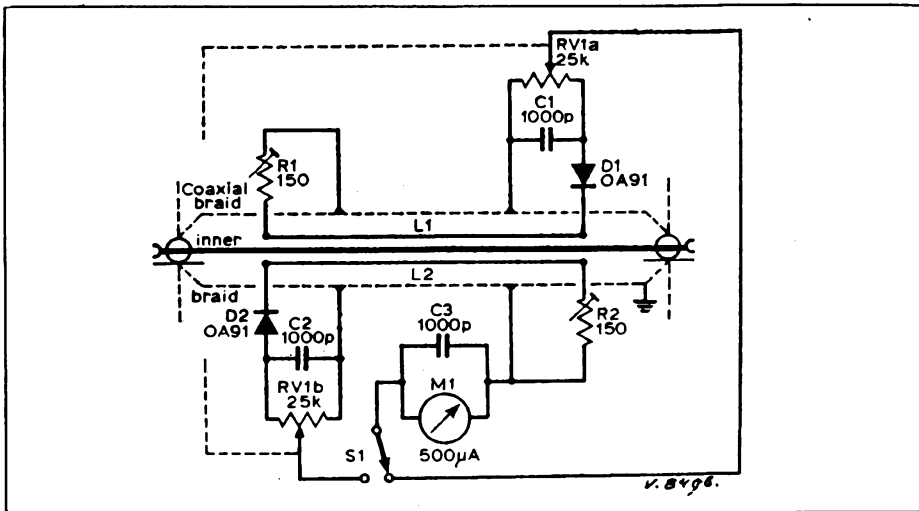 RV1a
25k
C1
1000p
R1
150
D1
OA91
Coaxial
braid
L1
inner
L2
braid
D2
OA91
C2
1000p
C3
1000p
R2
150
RV1b
25k
M1
S1
500µA
V. 8496.